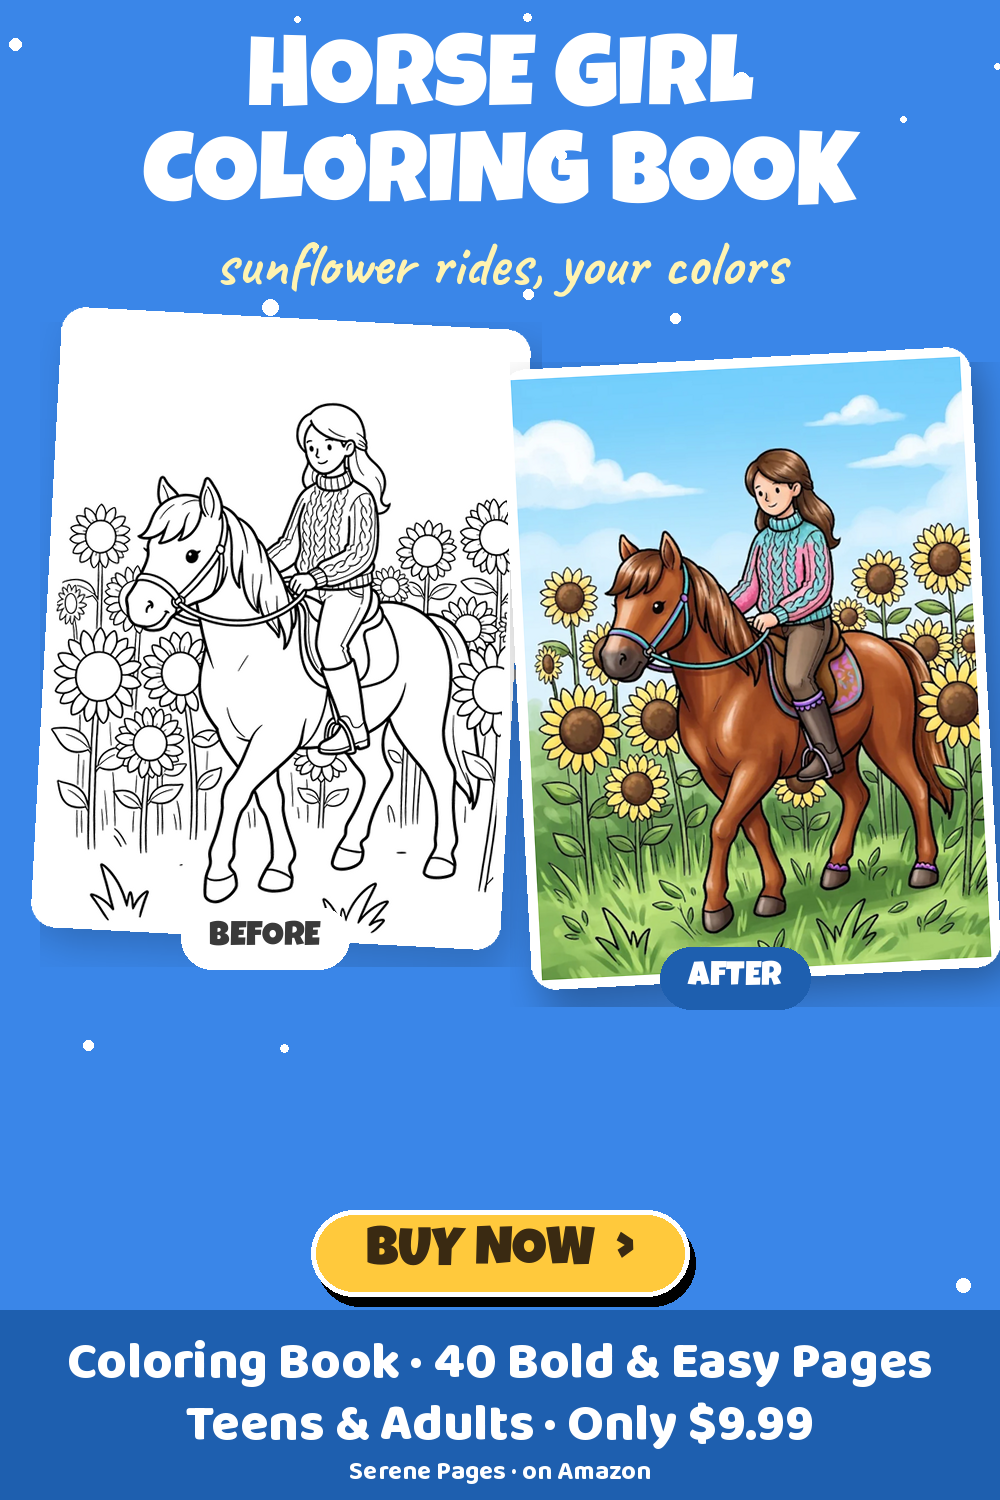 HORSE GIRL
COLORING BOOK
sunflower rides, your colors
BEFORE
AFTER
BUY NOW >
Coloring Book · 40 Bold & Easy Pages
Teens & Adults · Only $9.99
Serene Pages · on Amazon